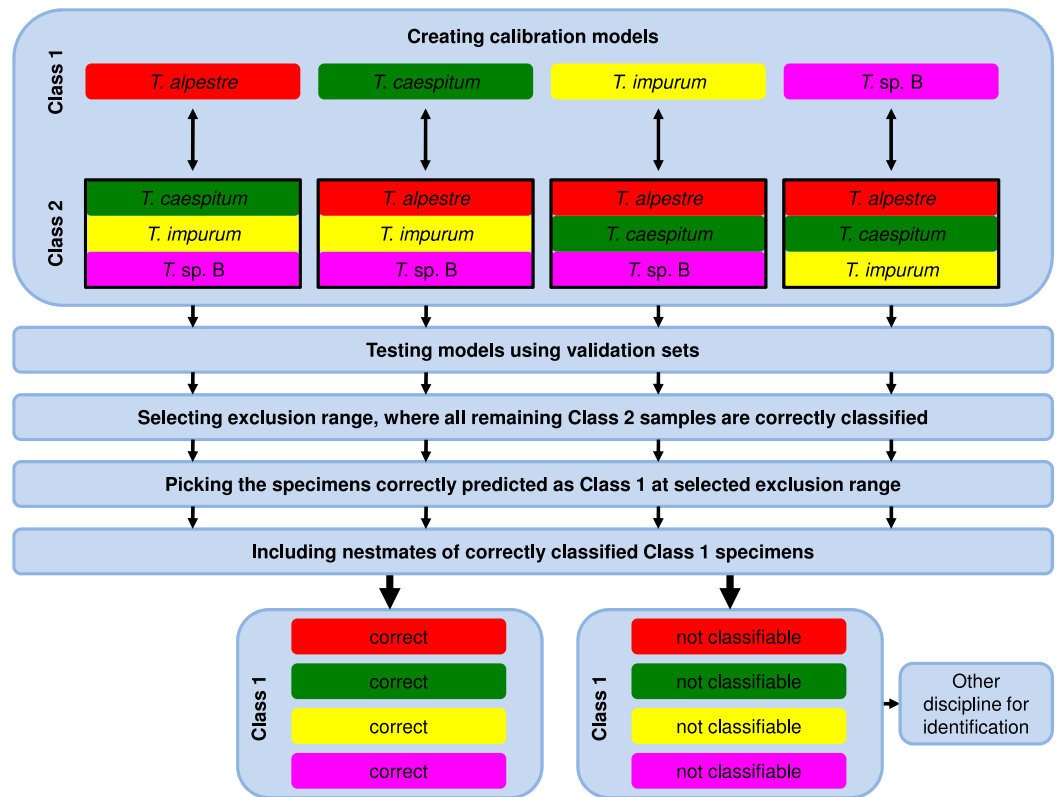 Creating calibration models
Class 1
T. alpestre
T. caespitum
T. impurum
T. sp. B
Class 2
T. caespitum
T. impurum
T. sp. B
T. alpestre
T. impurum
T. sp. B
T. alpestre
T. caespitum
T. sp. B
T. alpestre
T. caespitum
T. impurum
Testing models using validation sets
Selecting exclusion range, where all remaining Class 2 samples are correctly classified
Picking the specimens correctly predicted as Class 1 at selected exclusion range
Including nestmates of correctly classified Class 1 specimens
Class 1
correct
correct
correct
correct
Class 1
not classifiable
not classifiable
not classifiable
not classifiable
Other
discipline for
identification